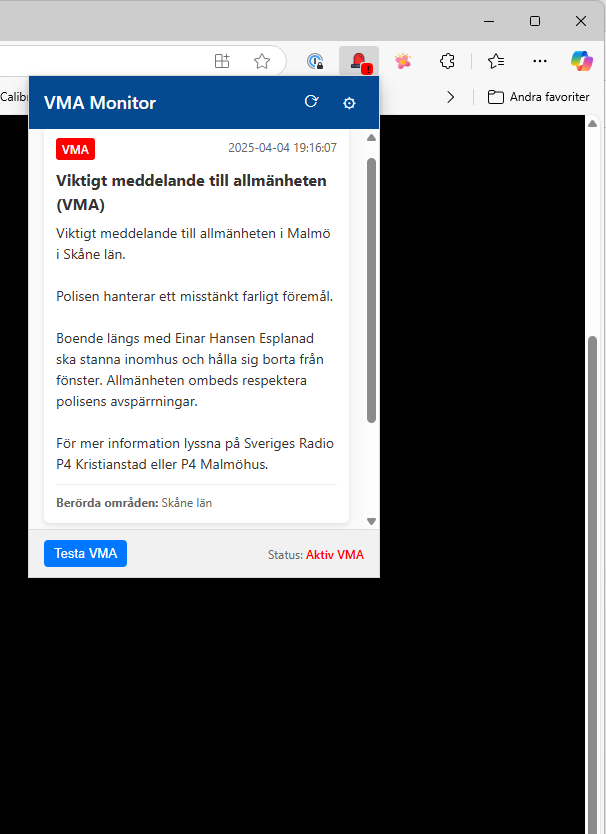 Calibr
Andra favoriter
VMA Monitor
VMA
2025-04-04 19:16:07
Viktigt meddelande till allmänheten
(VMA)
Viktigt meddelande till allmänheten i Malmö
i Skåne län.
Polisen hanterar ett misstänkt farligt föremål.
Boende längs med Einar Hansen Esplanad
ska stanna inomhus och hålla sig borta från
fönster. Allmänheten ombeds respektera
polisens avspärrningar.
För mer information lyssna på Sveriges Radio
P4 Kristianstad eller P4 Malmöhus.
Berörda områden: Skåne län
Testa VMA
Status: Aktiv VMA